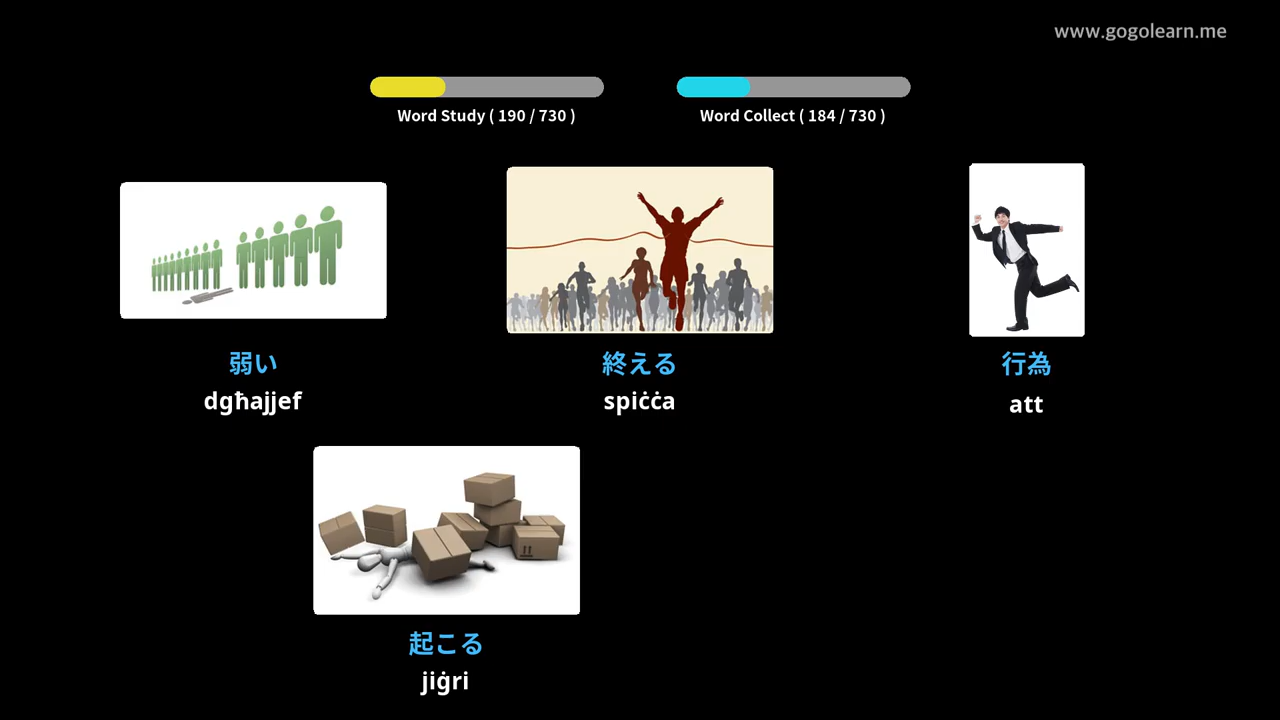 www.gogolearn.me
Word Study ( 190 / 730 )
Word Collect ( 184 / 730 )
弱い
dgħajjef
終える
spiċċa
行為
att
起こる
jiġri